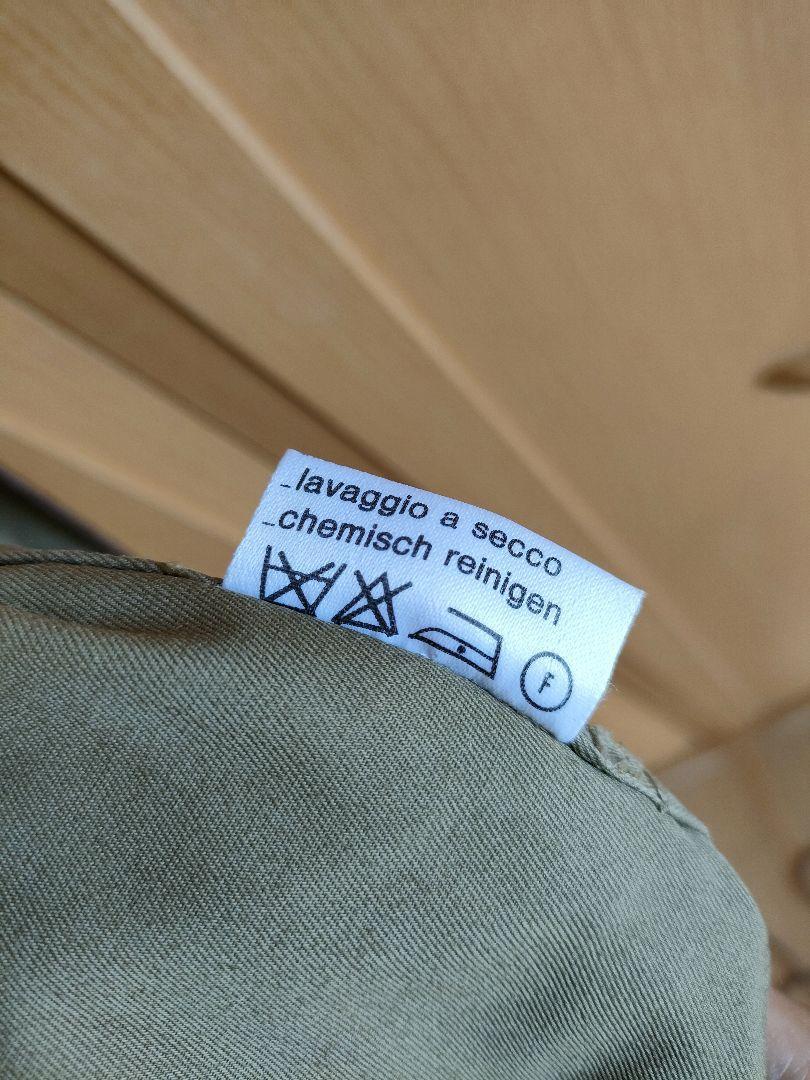 _lavaggio a secco
_chemisch reinigen
F